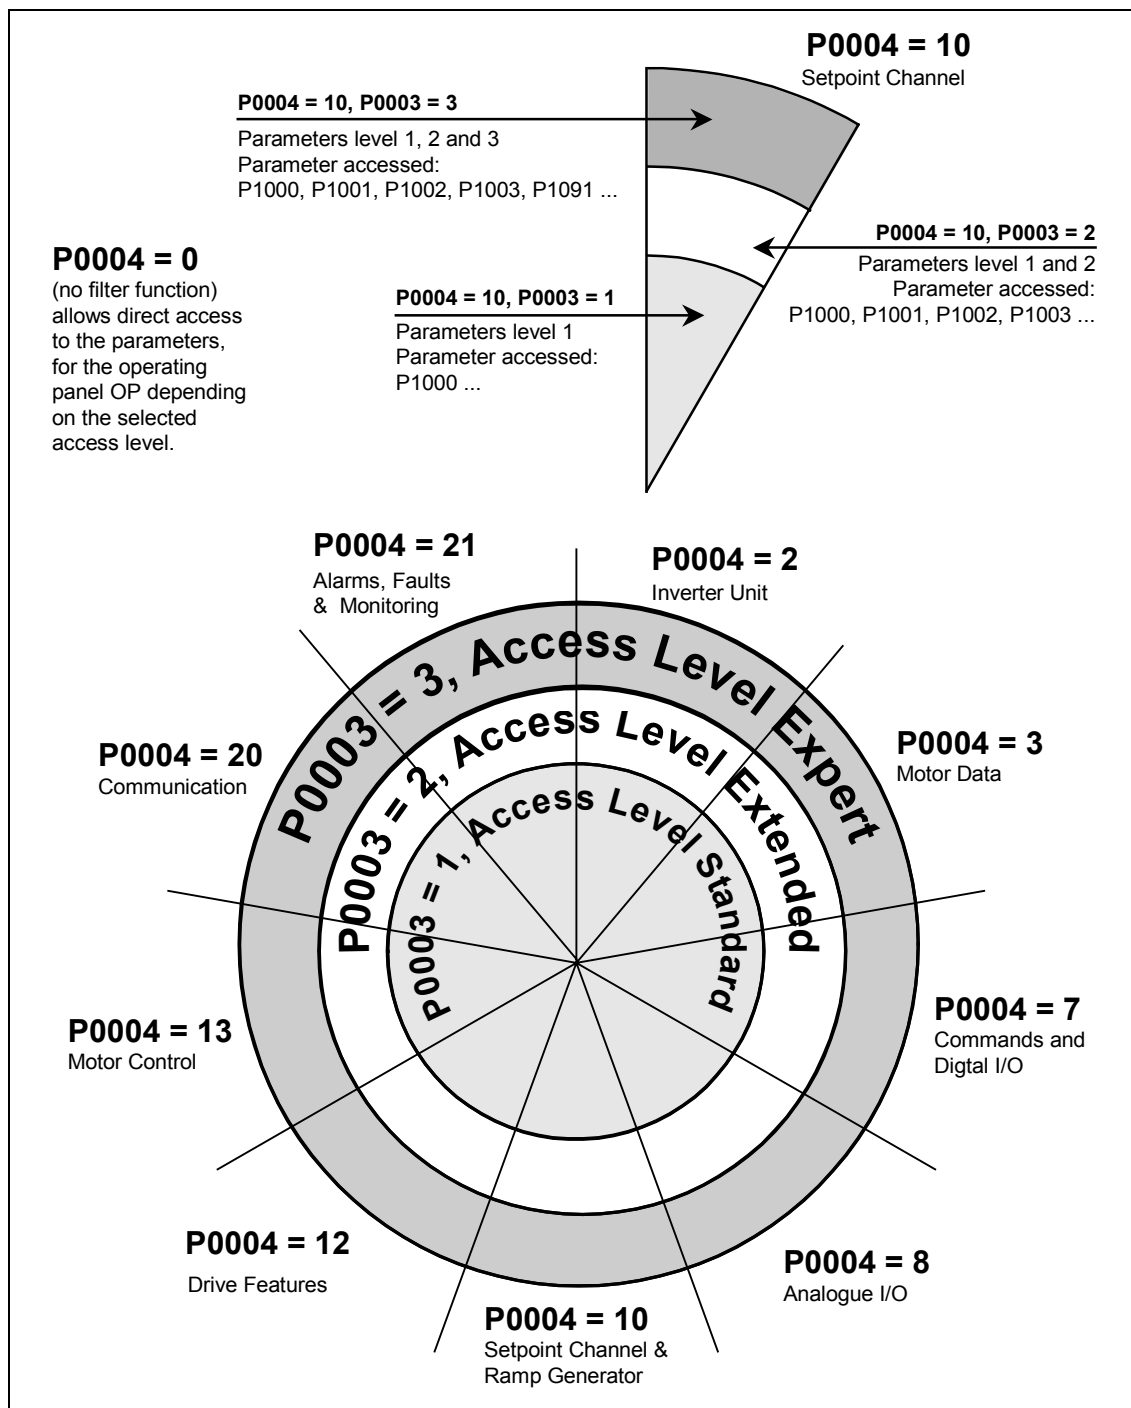 P0004 = 10
Setpoint Channel
P0004 = 10, P0003 = 3
Parameters level 1, 2 and 3
Parameter accessed:
P1000, P1001, P1002, P1003, P1091 ...
P0004 = 10, P0003 = 2
Parameters level 1 and 2
Parameter accessed:
P1000, P1001, P1002, P1003 ...
P0004 = 0
(no filter function)
allows direct access
to the parameters,
for the operating
panel OP depending
on the selected
access level.
P0004 = 10, P0003 = 1
Parameters level 1
Parameter accessed:
P1000 ...
P0004 = 21
Alarms, Faults
& Monitoring
P0004 = 2
Inverter Unit
P0003 = 3, Access Level Expert
P0003 = 2, Access Level Extended
P0003 = 1, Access Level Standard
P0004 = 20
Communication
P0004 = 3
Motor Data
P0004 = 13
Motor Control
P0004 = 7
Commands and
Digtal I/O
P0004 = 12
Drive Features
P0004 = 8
Analogue I/O
P0004 = 10
Setpoint Channel &
Ramp Generator